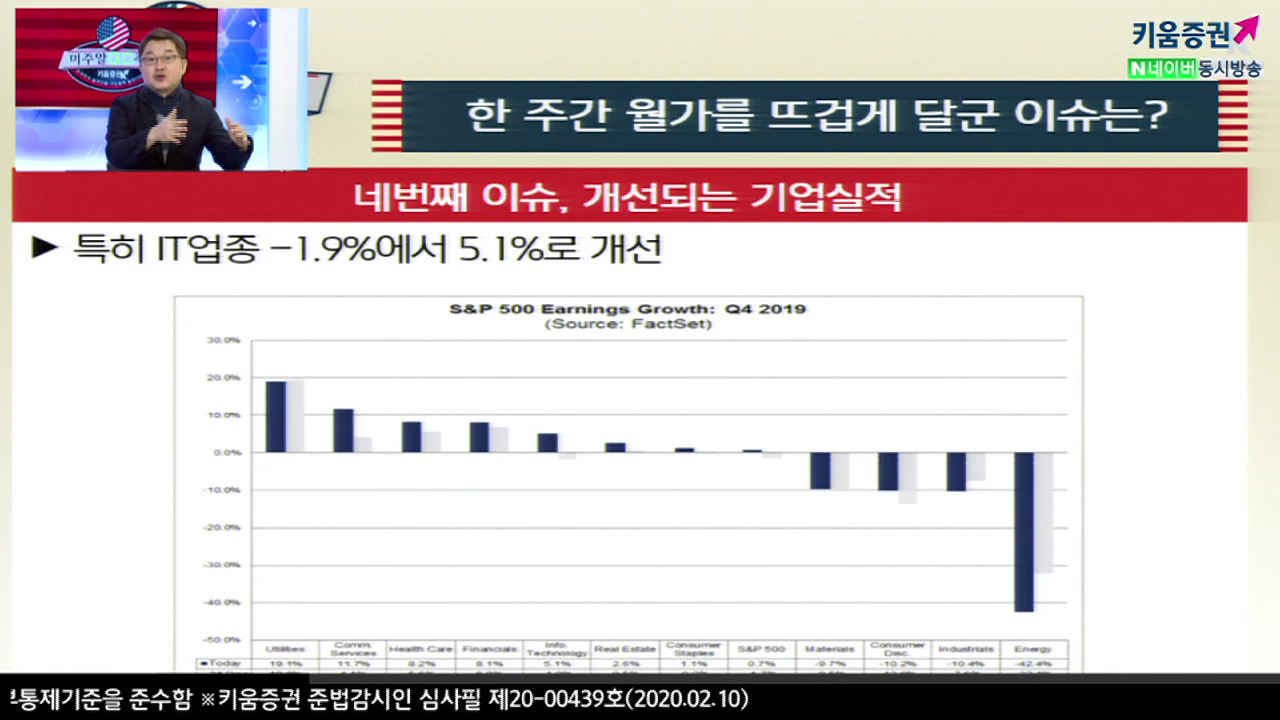 미주알
키움증권
키움증권
N 네이버 동시방송
한 주간 월가를 뜨겁게 달군 이슈는?
네번째 이슈, 개선되는 기업실적
▶ 특히 IT업종 -1.9%에서 5.1%로 개선
S&P 500 Earnings Growth: Q4 2019
(Source: FactSet)
30.0%
20.0%
10.0%
0.0%
-10.0%
-20.0%
-30.0%
-40.0%
-50.0%
Utilities Comm. Services Health Care Financials Info. Technology Real Estate Consumer Staples S&P 500 Materials Consumer Disc. Industrials Energy
Today 19.1% 11.7% 8.2% 8.1% 5.1% 2.6% 1.1% 0.7% -9.7% -10.2% -10.4% -42.4%
통제기준을 준수함 ※키움증권 준법감시인 심사필 제20-00439호(2020.02.10)